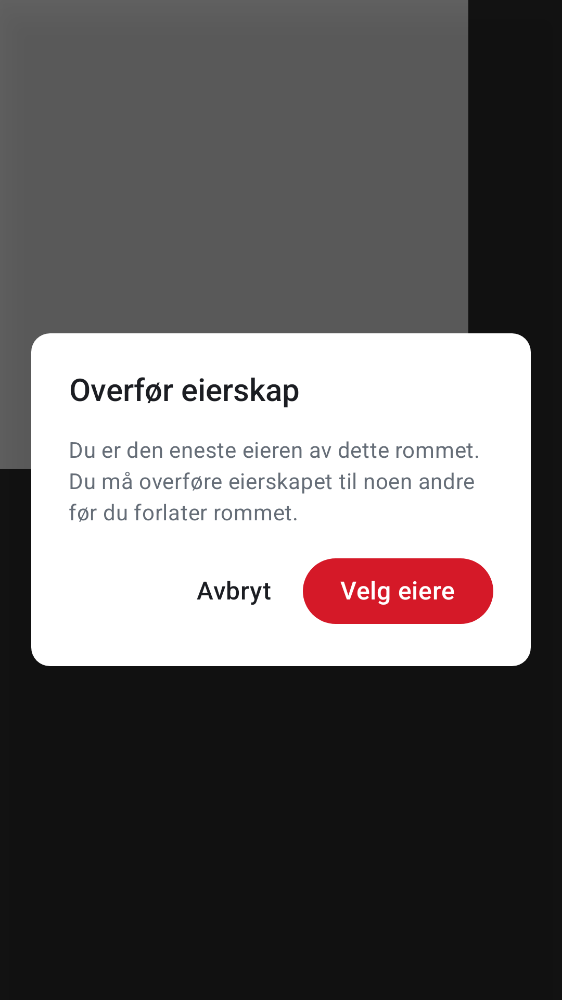 Overfør eierskap
Du er den eneste eieren av dette rommet.
Du må overføre eierskapet til noen andre
før du forlater rommet.
Avbryt
Velg eiere